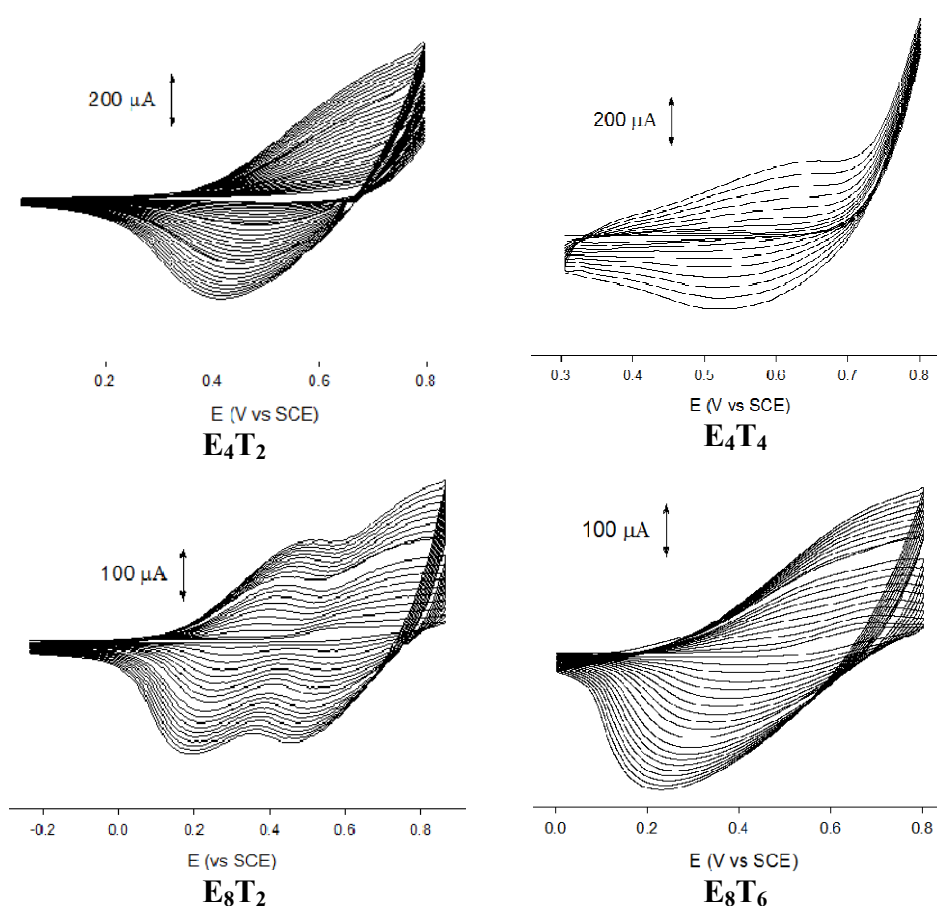 200 µA
0.2 0.4 0.6 0.8
E (V vs SCE)
E₄T₂
200 µA
0.3 0.4 0.5 0.6 0.7 0.8
E (V vs SCE)
E₄T₄
100 µA
-0.2 0.0 0.2 0.4 0.6 0.8
E (vs SCE)
E₈T₂
100 µA
0.0 0.2 0.4 0.6 0.8
E (V vs SCE)
E₈T₆